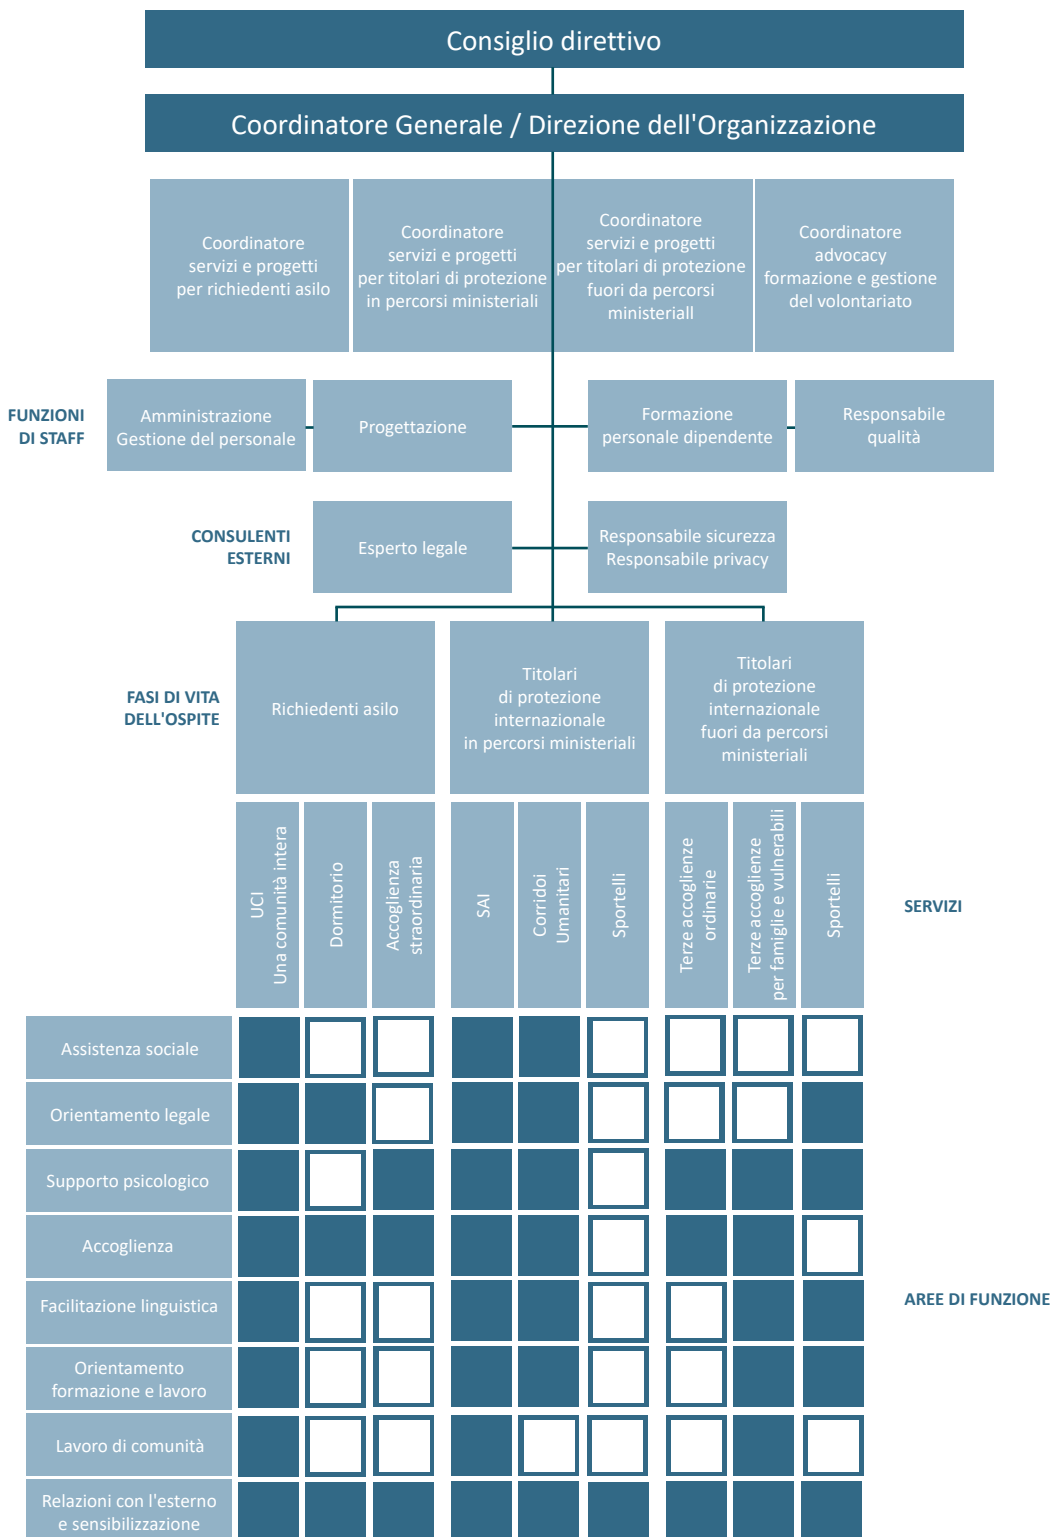 Consiglio direttivo
Coordinatore Generale / Direzione dell'Organizzazione
Coordinatore
servizi e progetti
per richiedenti asilo
Coordinatore
servizi e progetti
per titolari di protezione
in percorsi ministeriali
Coordinatore
servizi e progetti
per titolari di protezione
fuori da percorsi
ministeriall
Coordinatore
advocacy
formazione e gestione
del volontariato
FUNZIONI
DI STAFF
Amministrazione
Gestione del personale
Progettazione
Formazione
personale dipendente
Responsabile
qualità
CONSULENTI
ESTERNI
Esperto legale
Responsabile sicurezza
Responsabile privacy
FASI DI VITA
DELL'OSPITE
Richiedenti asilo
Titolari
di protezione
internazionale
in percorsi ministeriali
Titolari
di protezione
internazionale
fuori da percorsi
ministeriali
UCI
Una comunità intera
Dormitorio
Accoglienza
straordinaria
SAI
Corridoi
Umanitari
Sportelli
Terze accoglienze
ordinarie
Terze accoglienze
per famiglie e vulnerabili
Sportelli
SERVIZI
Assistenza sociale
Orientamento legale
Supporto psicologico
Accoglienza
Facilitazione linguistica
AREE DI FUNZIONE
Orientamento
formazione e lavoro
Lavoro di comunità
Relazioni con l'esterno
e sensibilizzazione